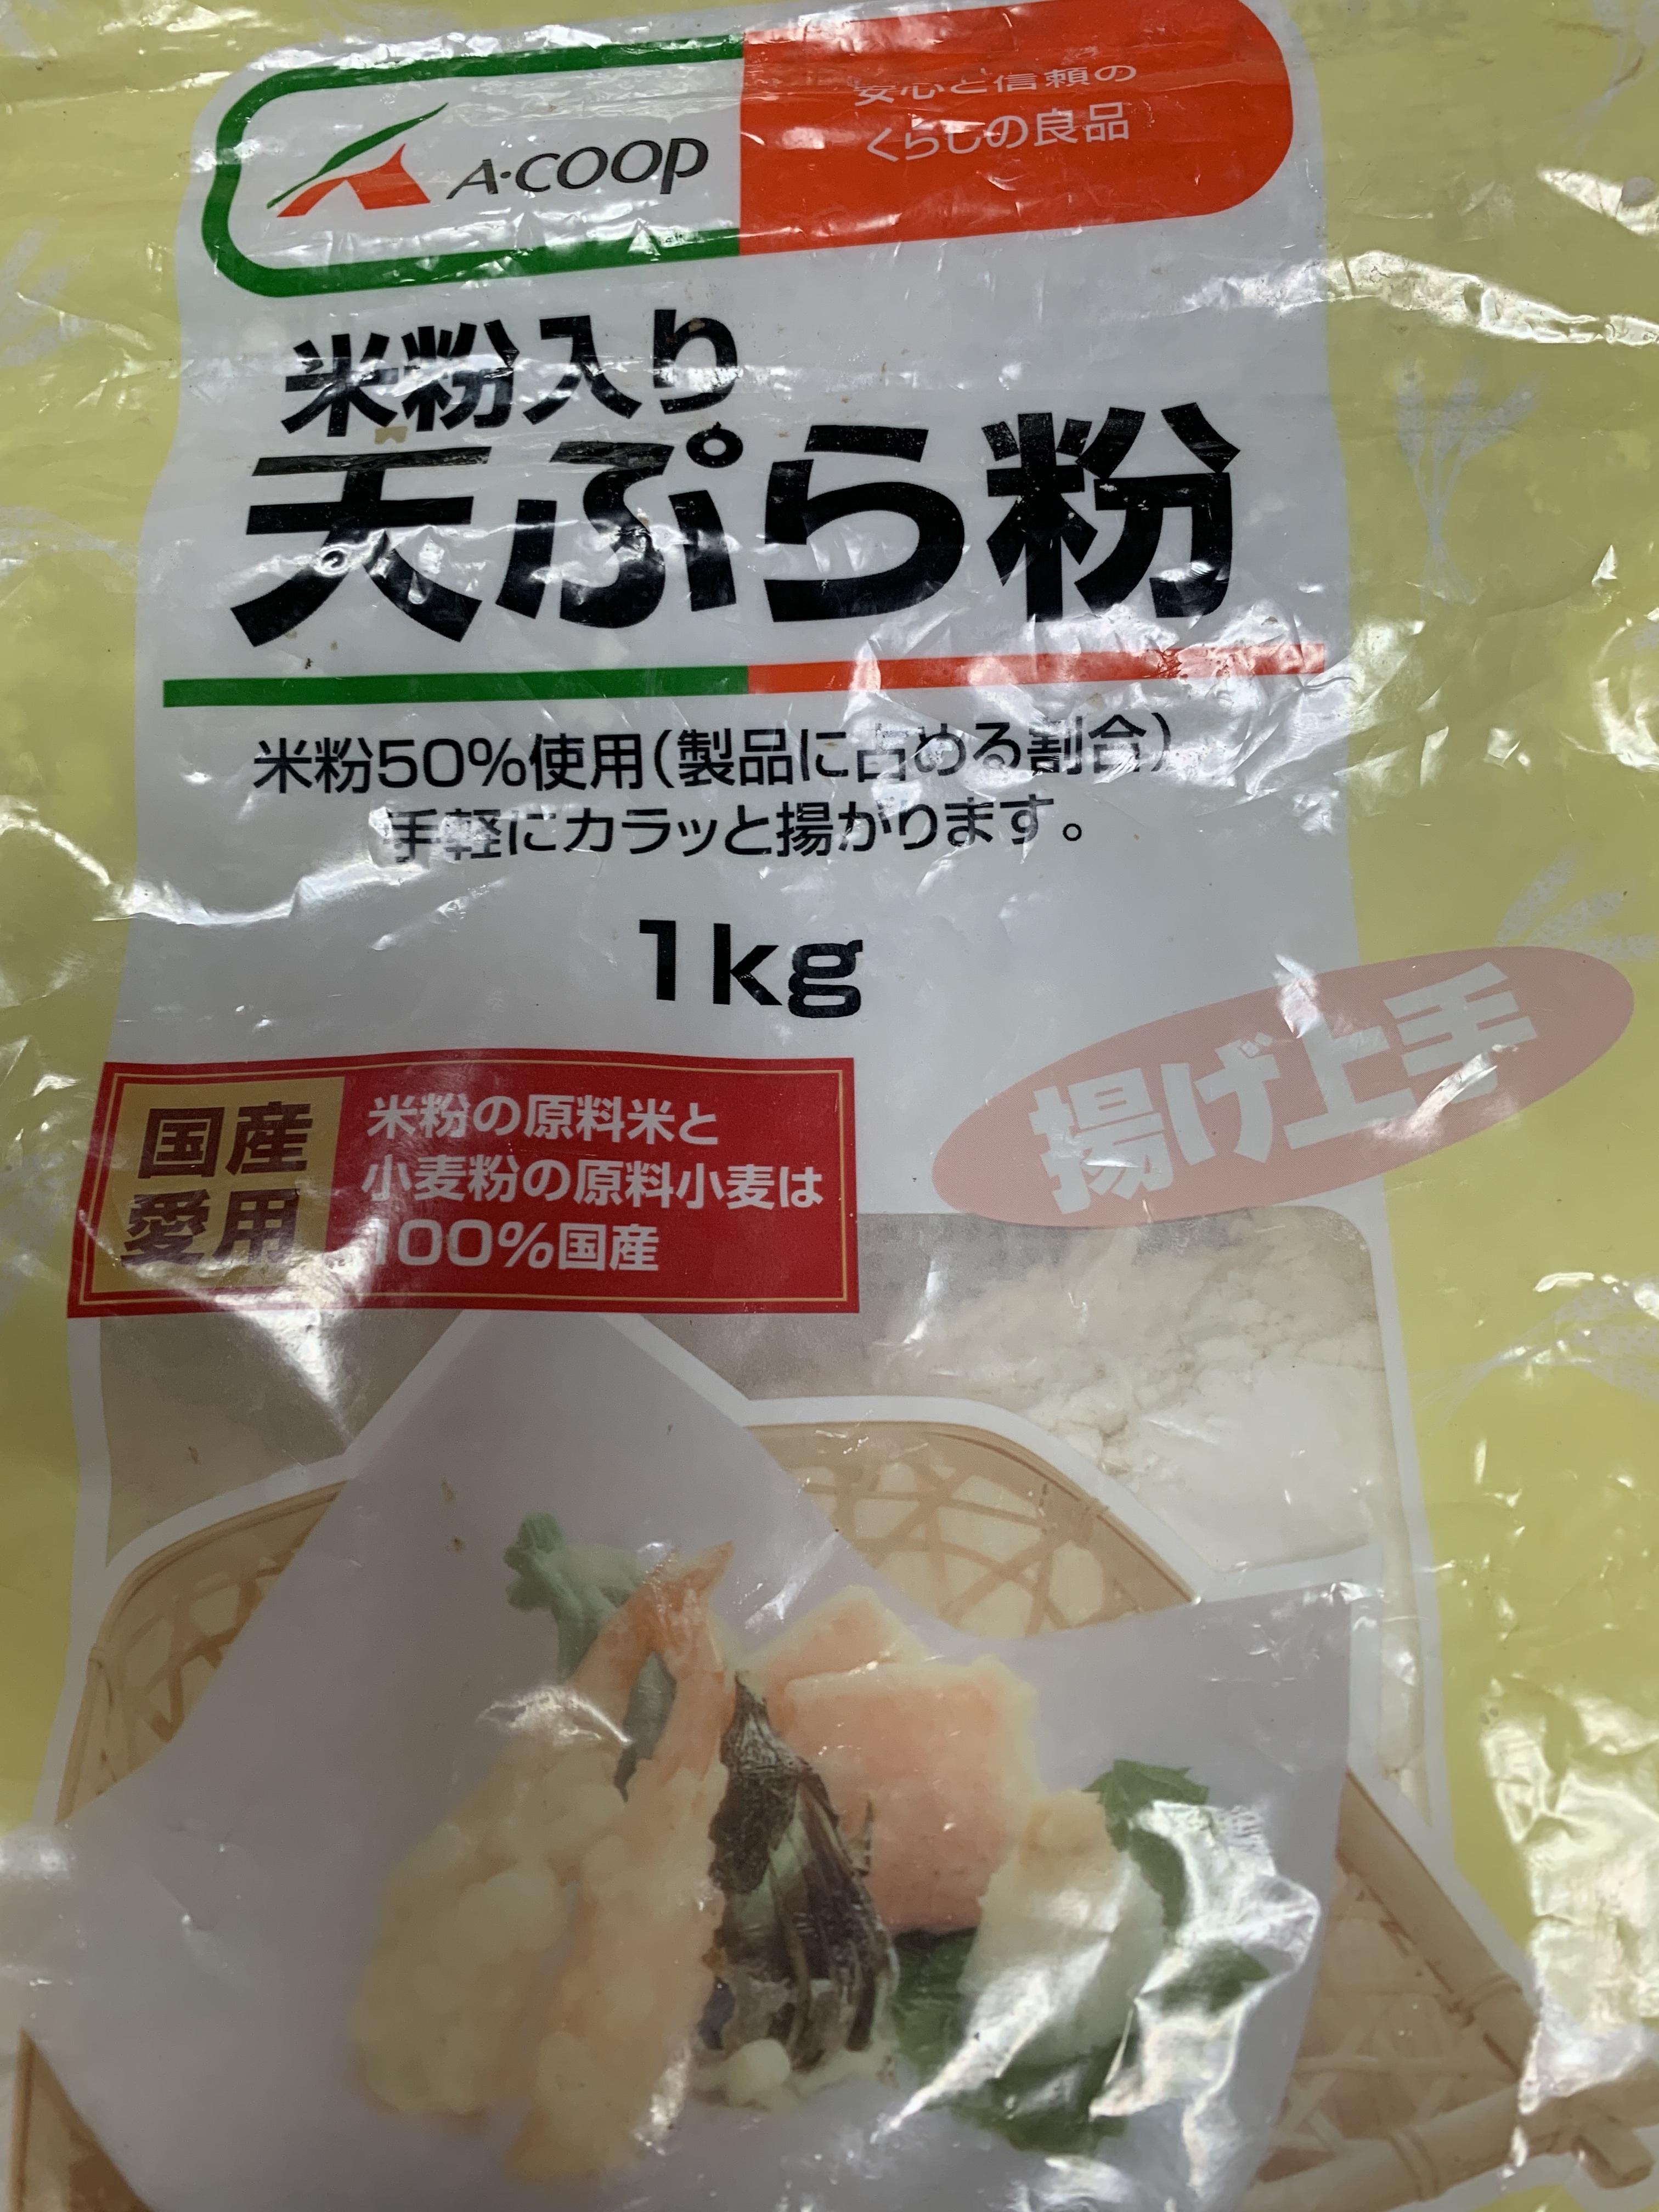 A·COOP
安心と信頼の
くらしの良品
米粉入り
天ぷら粉
米粉50%使用(製品に占める割合)
手軽にカラッと揚がります。
1kg
揚げ上手
国産
愛用
米粉の原料米と
小麦粉の原料小麦は
100%国産